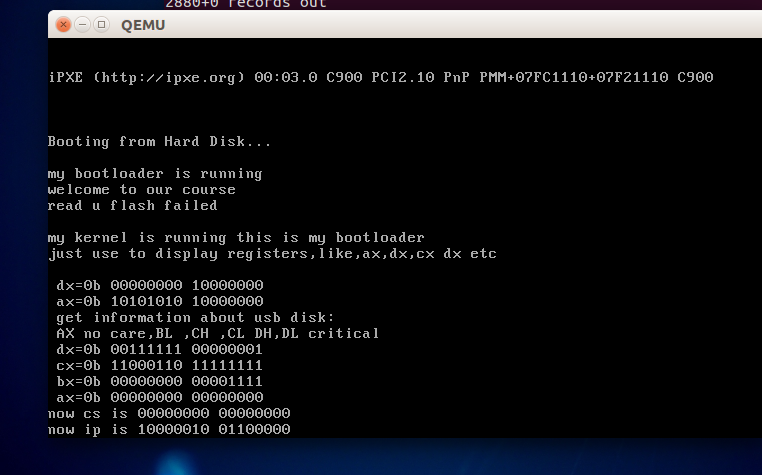 2880+0 records out
QEMU
iPXE (http://ipxe.org) 00:03.0 C900 PCI2.10 PnP PMM+07FC1110+07F21110 C900
Booting from Hard Disk...
my bootloader is running
welcome to our course
read u flash failed
my kernel is running this is my bootloader
just use to display registers,like,ax,dx,cx dx etc
dx=0b 00000000 10000000
ax=0b 10101010 10000000
get information about usb disk:
AX no care,BL ,CH ,CL DH,DL critical
dx=0b 00111111 00000001
cx=0b 11000110 11111111
bx=0b 00000000 00001111
ax=0b 00000000 00000000
now cs is 00000000 00000000
now ip is 10000010 01100000